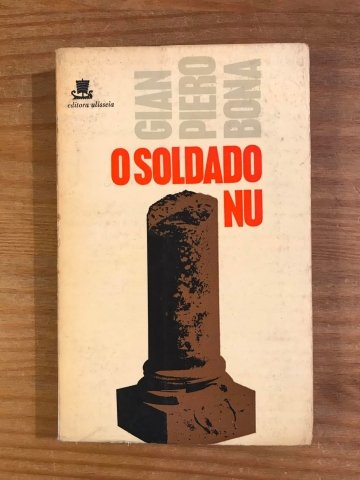 editora ulisseia
GIAN
PIERO
BONA
O SOLDADO
NU